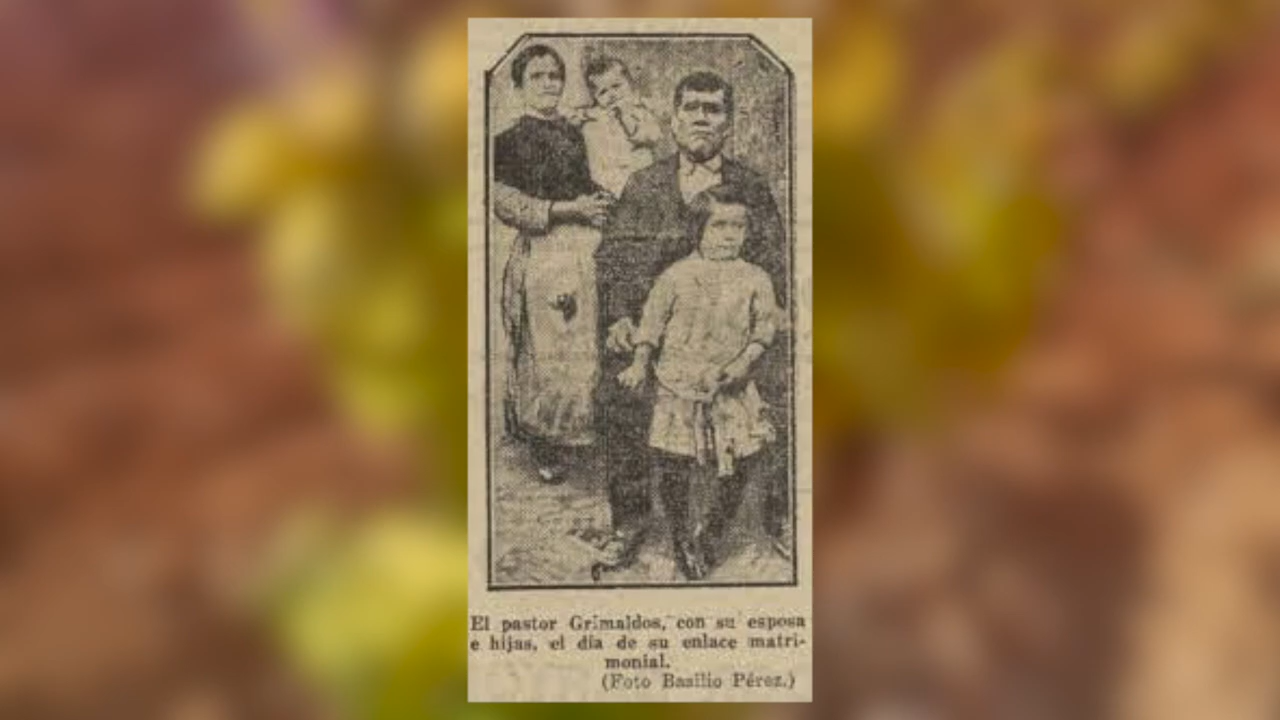 El pastor Grimaldos, con su esposa
e hijas, el día de su enlace matri-
monial.
(Foto Basilio Pérez.)